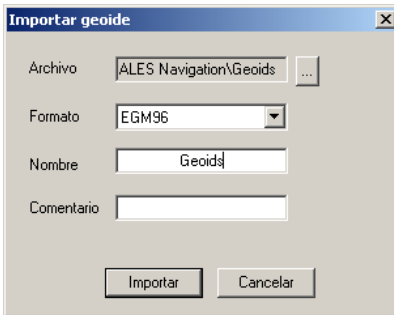 Importar geoide
Archivo ALES Navigation\Geoids ...
Formato EGM96
Nombre Geoids
Comentario
Importar Cancelar